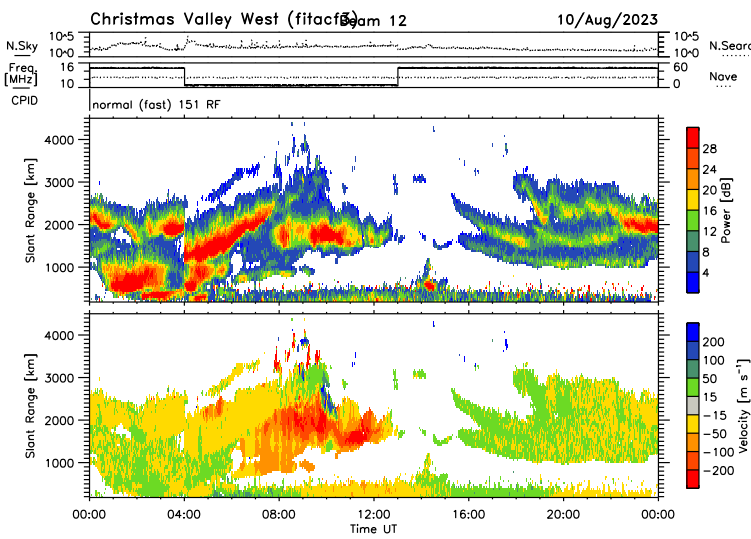 Christmas Valley West (fitacf3) Beam 12 10/Aug/2023
N.Sky 10^5 10^5 N.Searc
10^0 10^0
Freq 16 60 Nave
[MHz] 10 0
CPID normal (fast) 151 RF
4000
3000
2000
1000
Slant Range [km]
28
24
20
16
12
8
4
Power [dB]
4000
3000
2000
1000
Slant Range [km]
200
100
50
15
-15
-50
-100
-200
Velocity [m s⁻¹]
00:00 04:00 08:00 12:00 16:00 20:00 00:00
Time UT